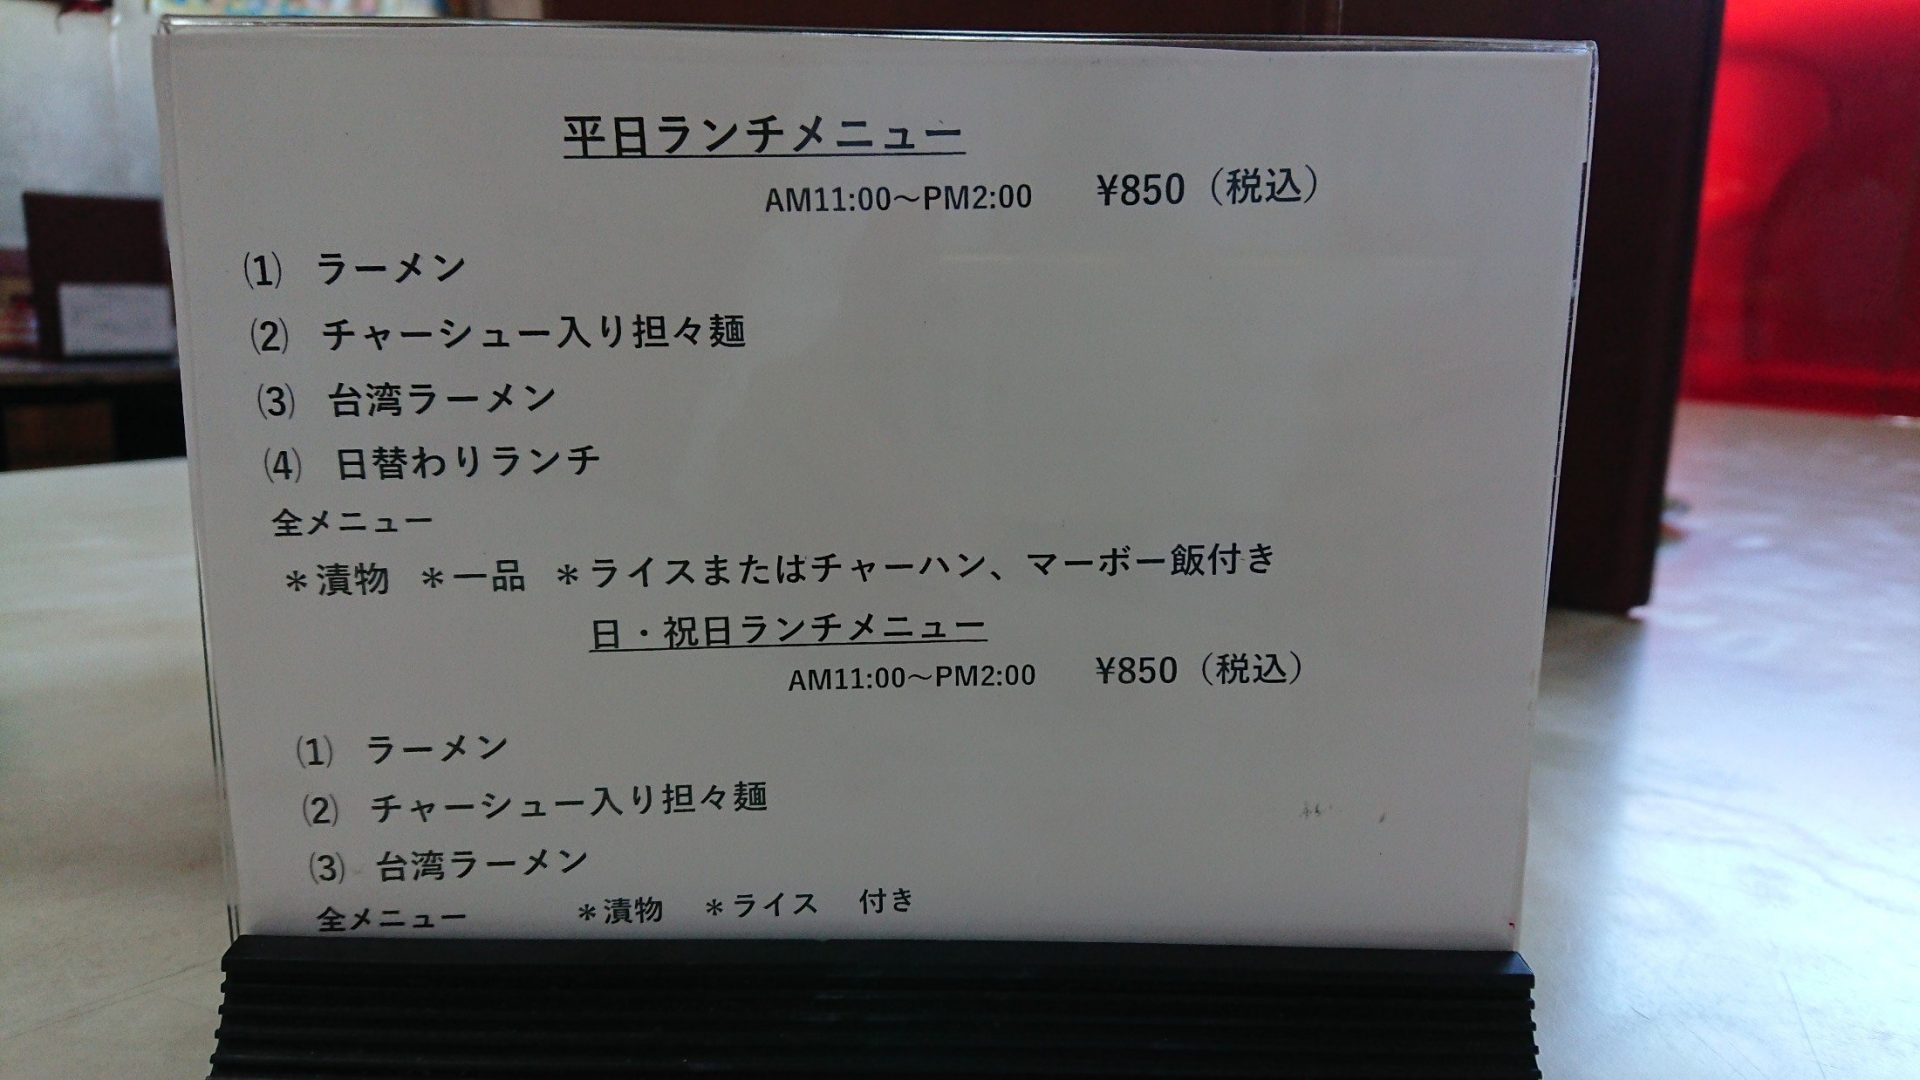 平日ランチメニュー
AM11:00～PM2:00 ¥850（税込）
⑴ ラーメン
⑵ チャーシュー入り担々麺
⑶ 台湾ラーメン
⑷ 日替わりランチ
全メニュー
＊漬物 ＊一品 ＊ライスまたはチャーハン、マーボー飯付き
日・祝日ランチメニュー
AM11:00～PM2:00 ¥850（税込）
⑴ ラーメン
⑵ チャーシュー入り担々麺
⑶ 台湾ラーメン
全メニュー ＊漬物 ＊ライス 付き